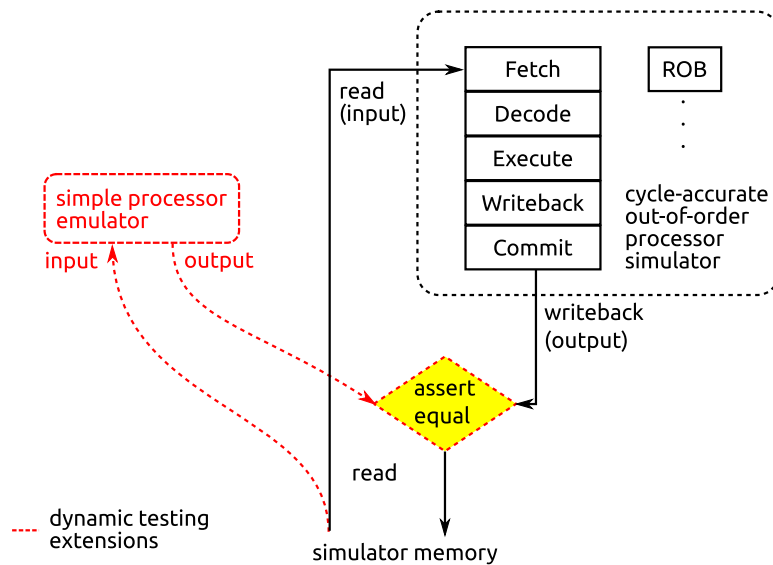 Fetch
ROB
read
(input)
Decode
Execute
simple processor
emulator
Writeback
cycle-accurate
out-of-order
processor
simulator
Commit
input
output
writeback
(output)
assert
equal
read
dynamic testing
extensions
simulator memory